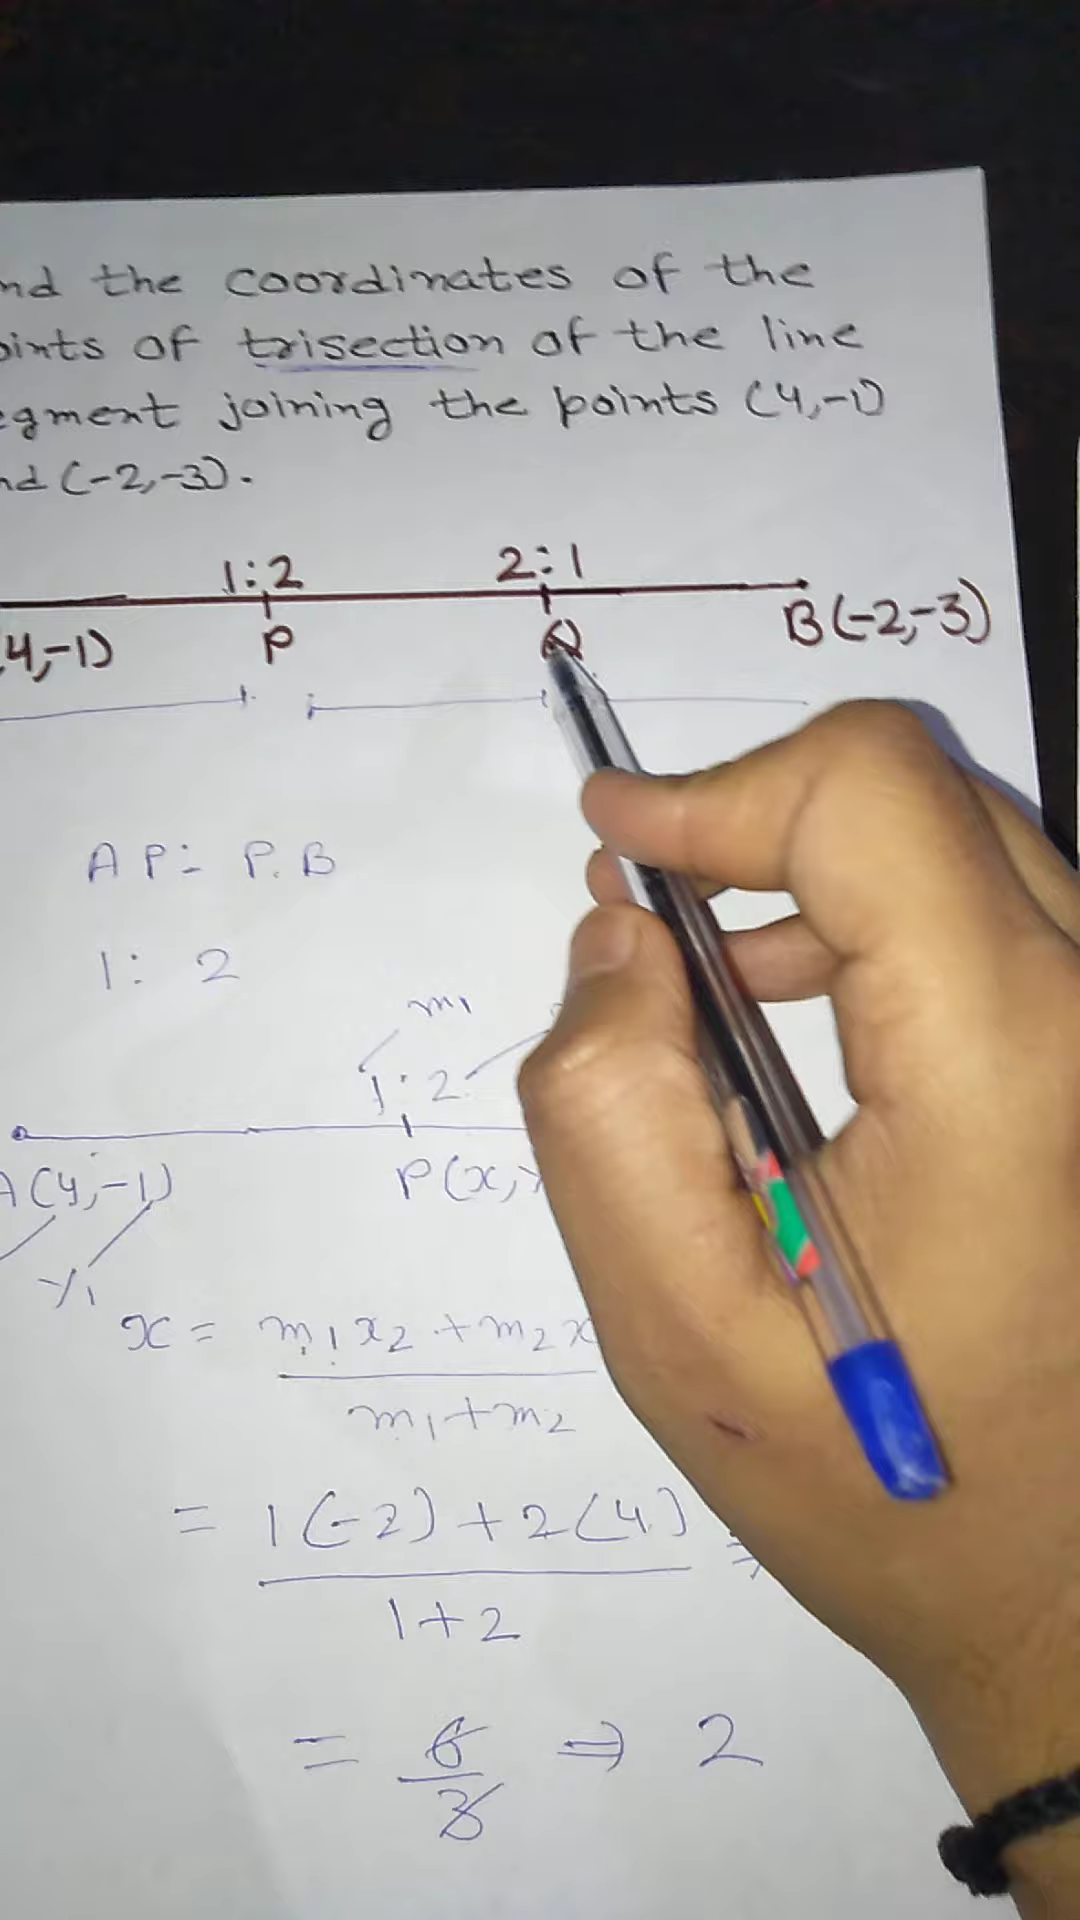 nd the coordinates of the
oints of trisection of the line
egment joining the points (4,-1)
nd (-2,-3).
1:2 2:1
4,-1) P Q B(-2,-3)
AP = P.B
1: 2
m1
1:2
A(4,-1) P(x,
y1
x = m1x2 + m2x
m1+m2
= 1(-2)+2(4) =
1+2
= 6 ⇒ 2
3